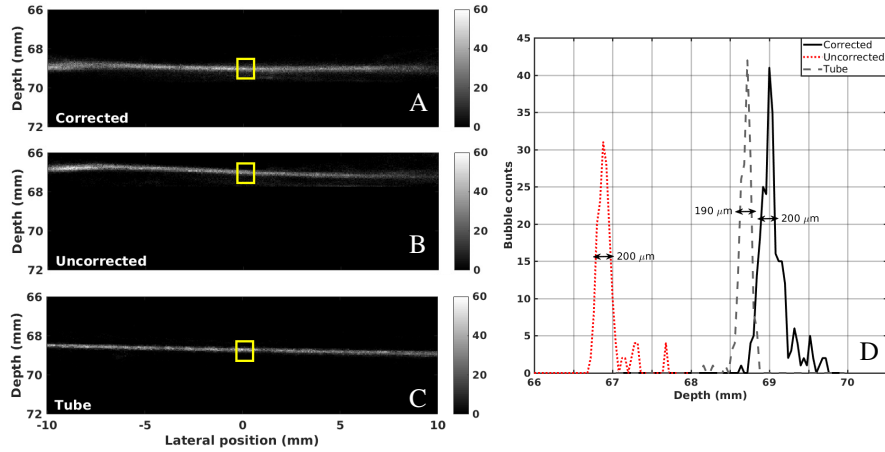 66
68
69
72
Depth (mm)
Corrected
A
60
40
20
0
66
68
70
72
Depth (mm)
Uncorrected
B
60
40
20
0
66
68
70
72
Depth (mm)
Tube
C
60
40
20
0
-10
-5
0
5
10
Lateral position (mm)
45
40
35
30
25
20
15
10
5
0
Bubble counts
Corrected
Uncorrected
Tube
190 μm
200 μm
200 μm
D
66
67
68
69
70
Depth (mm)